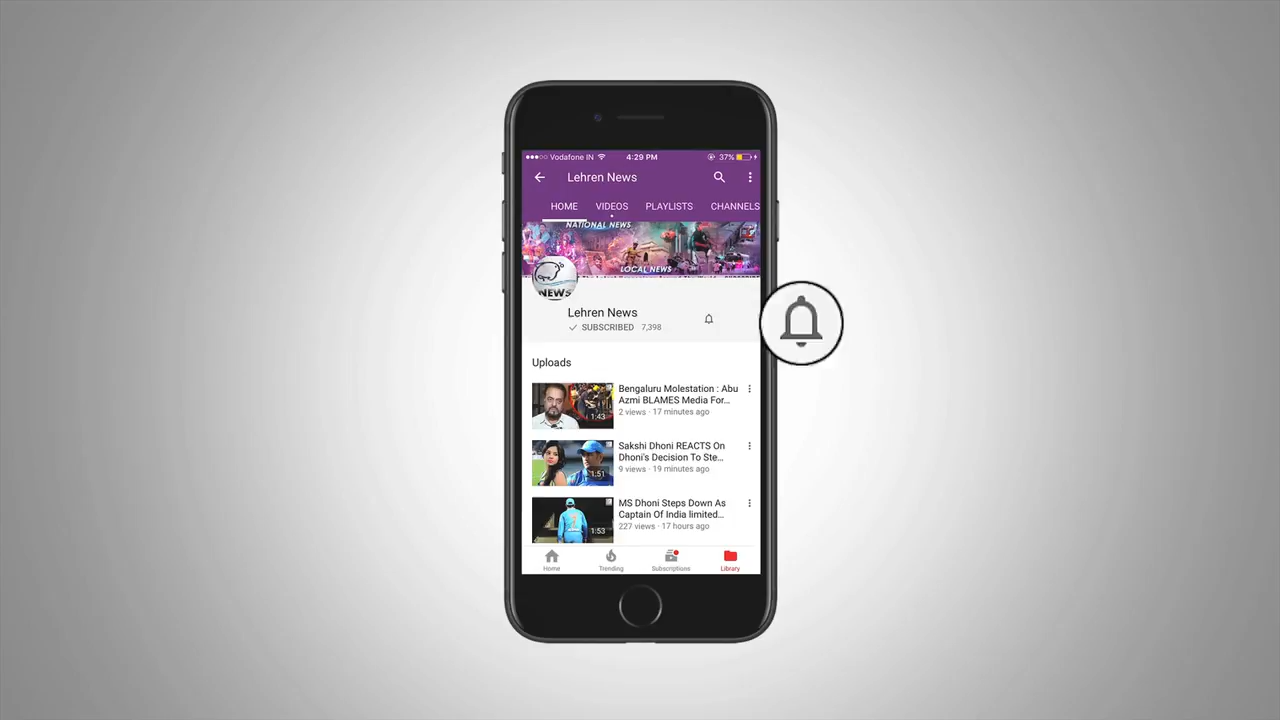 Vodafone IN 4:29 PM 37%
Lehren News
HOME VIDEOS PLAYLISTS CHANNELS
NATIONAL NEWS
LOCAL NEWS
NEWS
Lehren News
SUBSCRIBED 7,398
Uploads
Bengaluru Molestation : Abu
Azmi BLAMES Media For...
2 views · 17 minutes ago
1:43
Sakshi Dhoni REACTS On
Dhoni's Decision To Ste...
9 views · 19 minutes ago
1:51
MS Dhoni Steps Down As
Captain Of India limited...
227 views · 17 hours ago
1:53
Home Trending Subscriptions Library